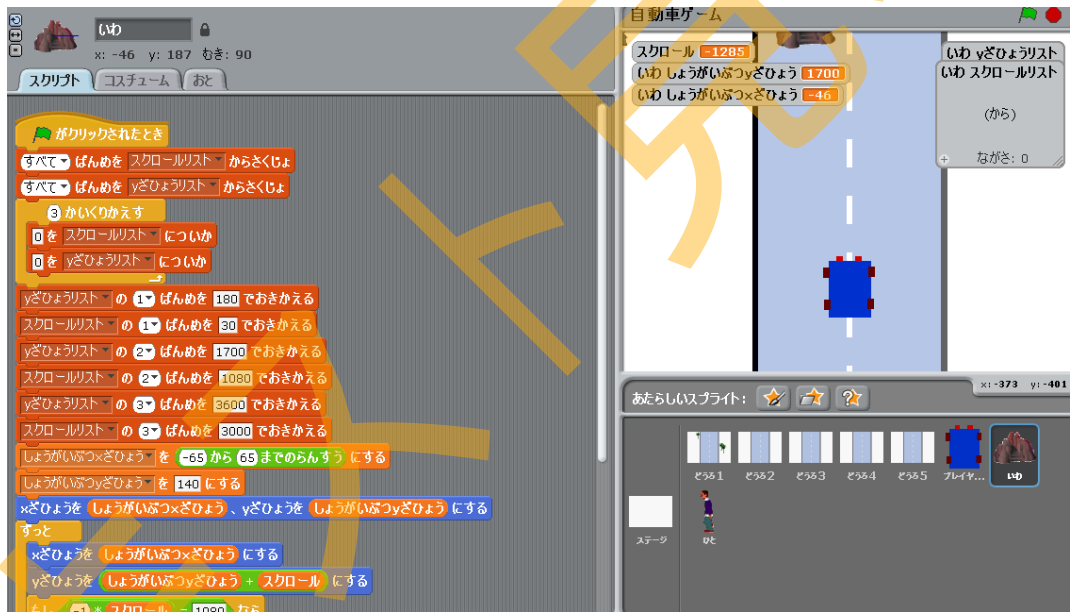 いわ
x: -46 y: 187 むき: 90
スクリプト コスチューム おと
がクリックされたとき
すべて ばんめを スクロールリスト からさくじょ
すべて ばんめを yざひょうリスト からさくじょ
3 かいくりかえす
0 を スクロールリスト についか
0 を yざひょうリスト についか
yざひょうリスト の 1 ばんめを 180 でおきかえる
スクロールリスト の 1 ばんめを 30 でおきかえる
yざひょうリスト の 2 ばんめを 1700 でおきかえる
スクロールリスト の 2 ばんめを 1080 でおきかえる
yざひょうリスト の 3 ばんめを 3600 でおきかえる
スクロールリスト の 3 ばんめを 3000 でおきかえる
しょうがいぶつxざひょう を -65 から 65 までのらんすう にする
しょうがいぶつyざひょう を 140 にする
xざひょうを しょうがいぶつxざひょう 、yざひょうを しょうがいぶつyざひょう にする
ずっと
xざひょうを しょうがいぶつxざひょう にする
yざひょうを しょうがいぶつyざひょう + スクロール にする
もし -1 * スクロール = 1080 なら
自動車ゲーム
スクロール -1285
いわ しょうがいぶつyざひょう 1700
いわ しょうがいぶつxざひょう -46
いわ yざひょうリスト
いわ スクロールリスト
(から)
+ ながさ: 0
x: -373 y: -401
あたらしいスプライト:
どうろ1 どうろ2 どうろ3 どうろ4 どうろ5 プレイヤ... いわ
ステージ ひと